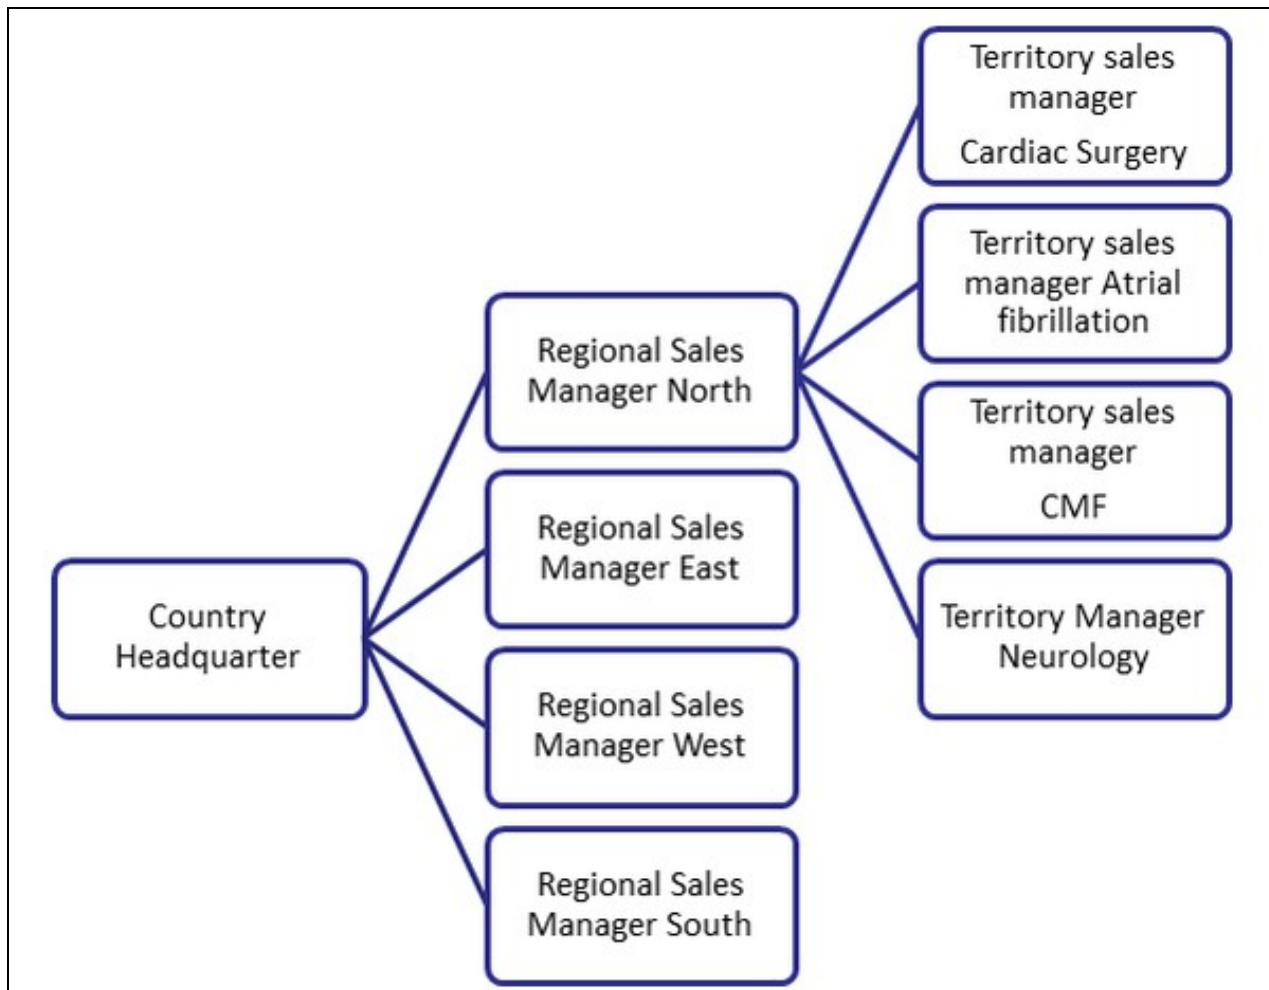 Territory sales
manager
Cardiac Surgery
Territory sales
manager Atrial
fibrillation
Regional Sales
Manager North
Territory sales
manager
CMF
Regional Sales
Manager East
Country
Headquarter
Territory Manager
Neurology
Regional Sales
Manager West
Regional Sales
Manager South